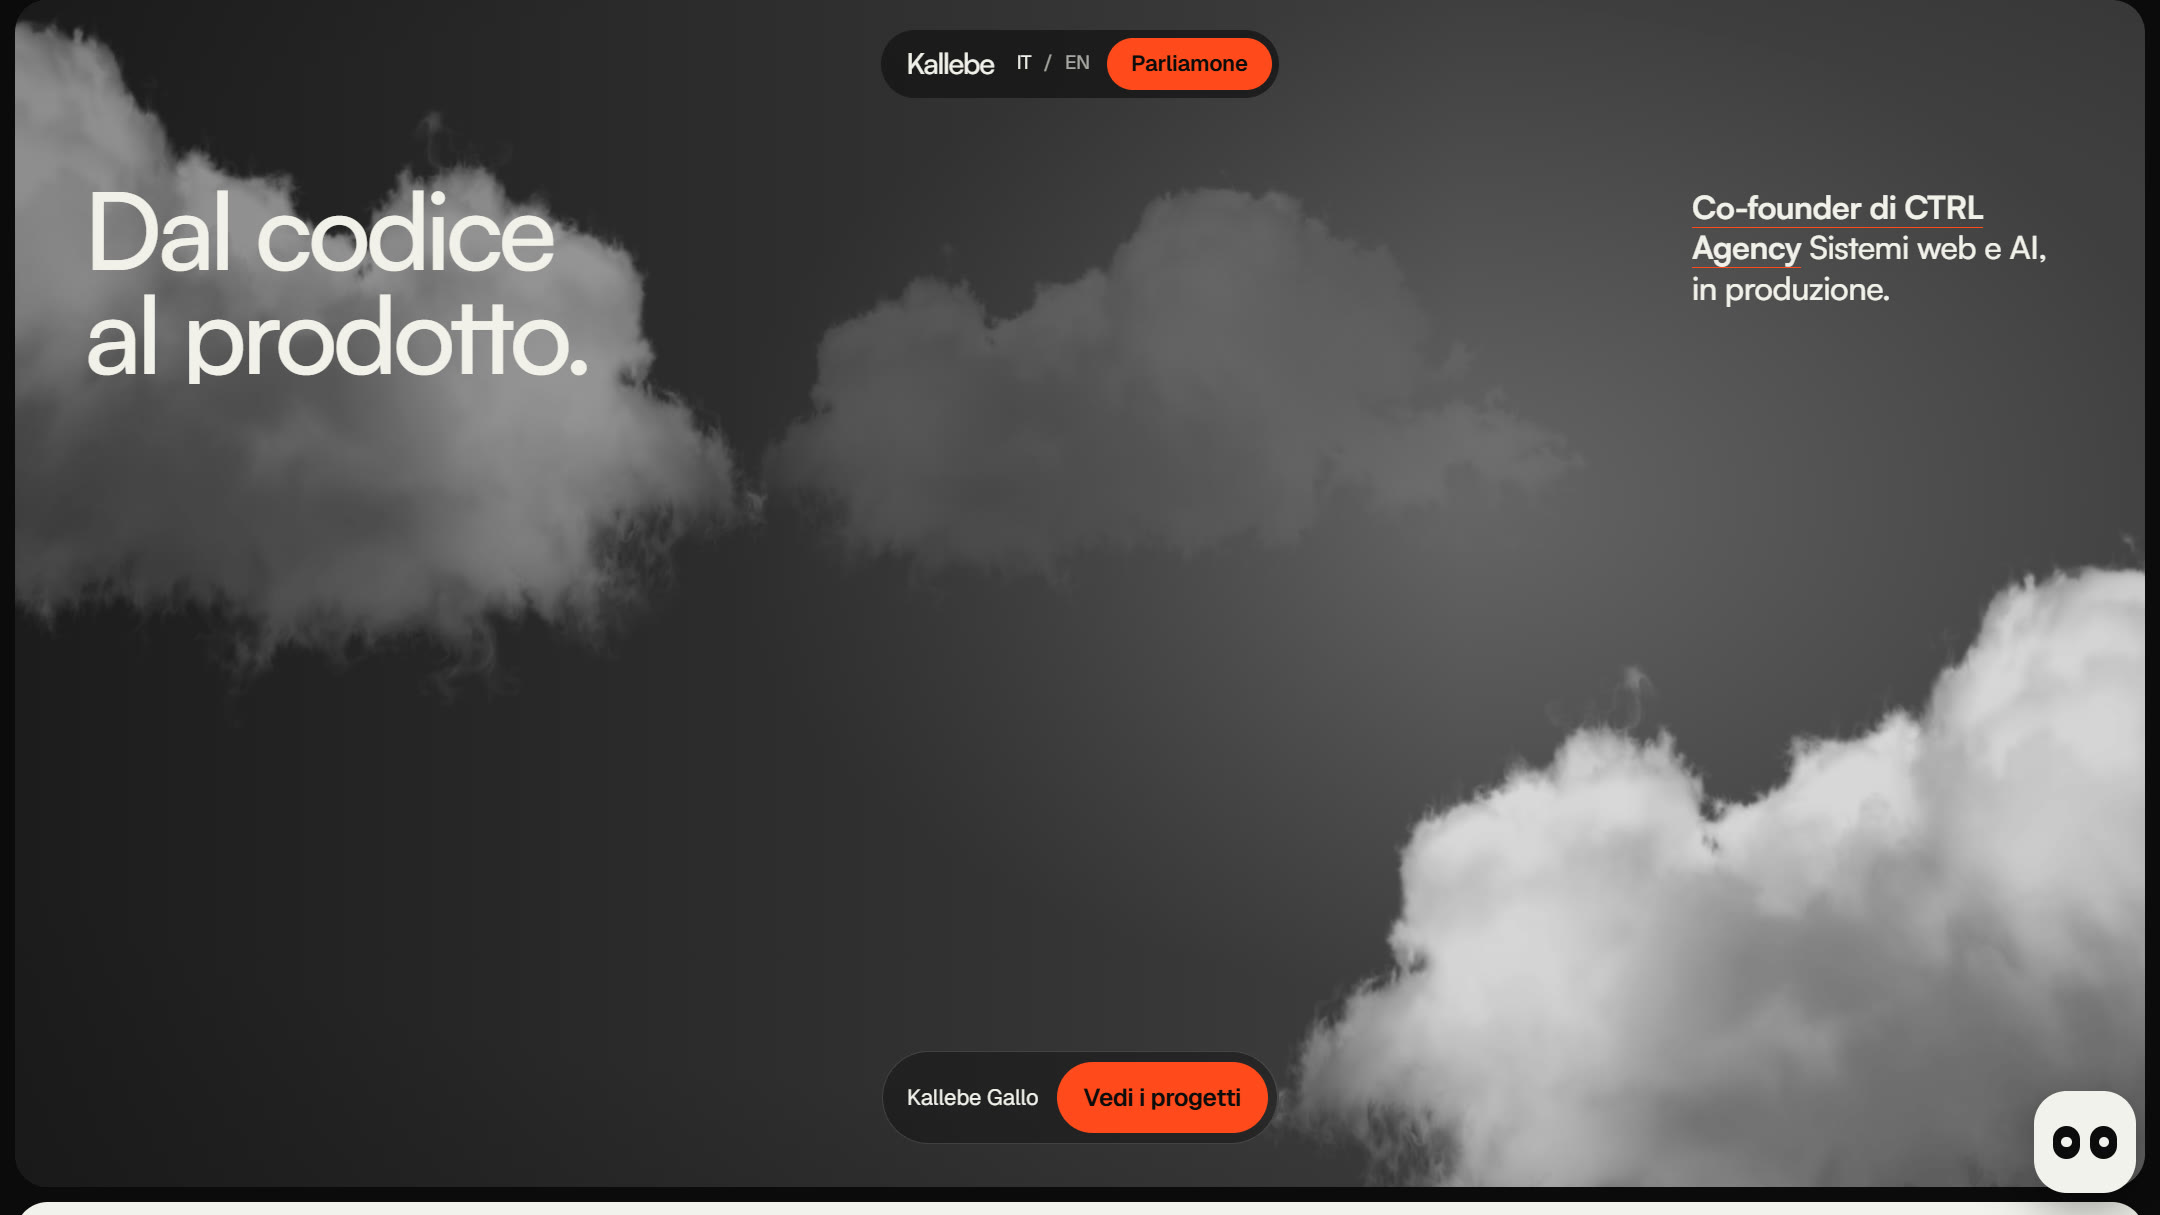 Kallebe IT / EN Parliamone
Dal codice
al prodotto.
Co-founder di CTRL
Agency Sistemi web e AI,
in produzione.
Kallebe Gallo Vedi i progetti